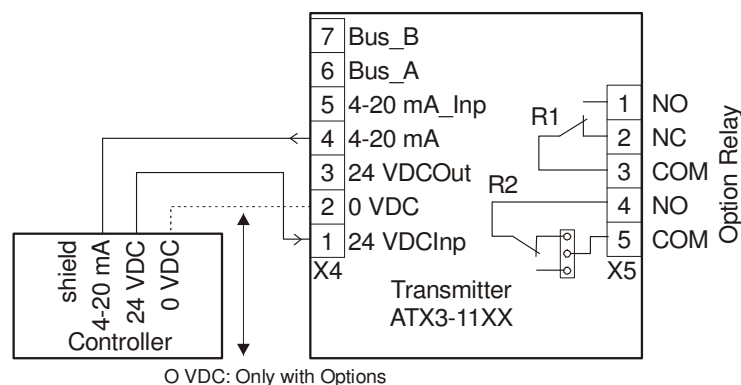 7 Bus_B
6 Bus_A
5 4-20 mA_Inp
4 4-20 mA
3 24 VDCOut
2 0 VDC
1 24 VDCInp
X4
R1
R2
1 NO
2 NC
3 COM
4 NO
5 COM
X5
Option Relay
Transmitter
ATX3-11XX
shield
4-20 mA
24 VDC
0 VDC
Controller
O VDC: Only with Options